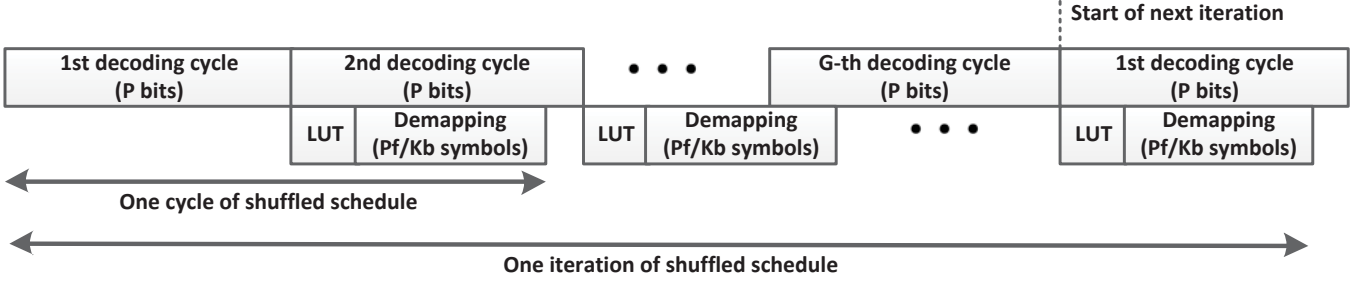 Start of next iteration
1st decoding cycle
(P bits)
2nd decoding cycle
(P bits)
• • •
G-th decoding cycle
(P bits)
1st decoding cycle
(P bits)
LUT
Demapping
(Pf/Kb symbols)
LUT
Demapping
(Pf/Kb symbols)
• • •
LUT
Demapping
(Pf/Kb symbols)
One cycle of shuffled schedule
One iteration of shuffled schedule